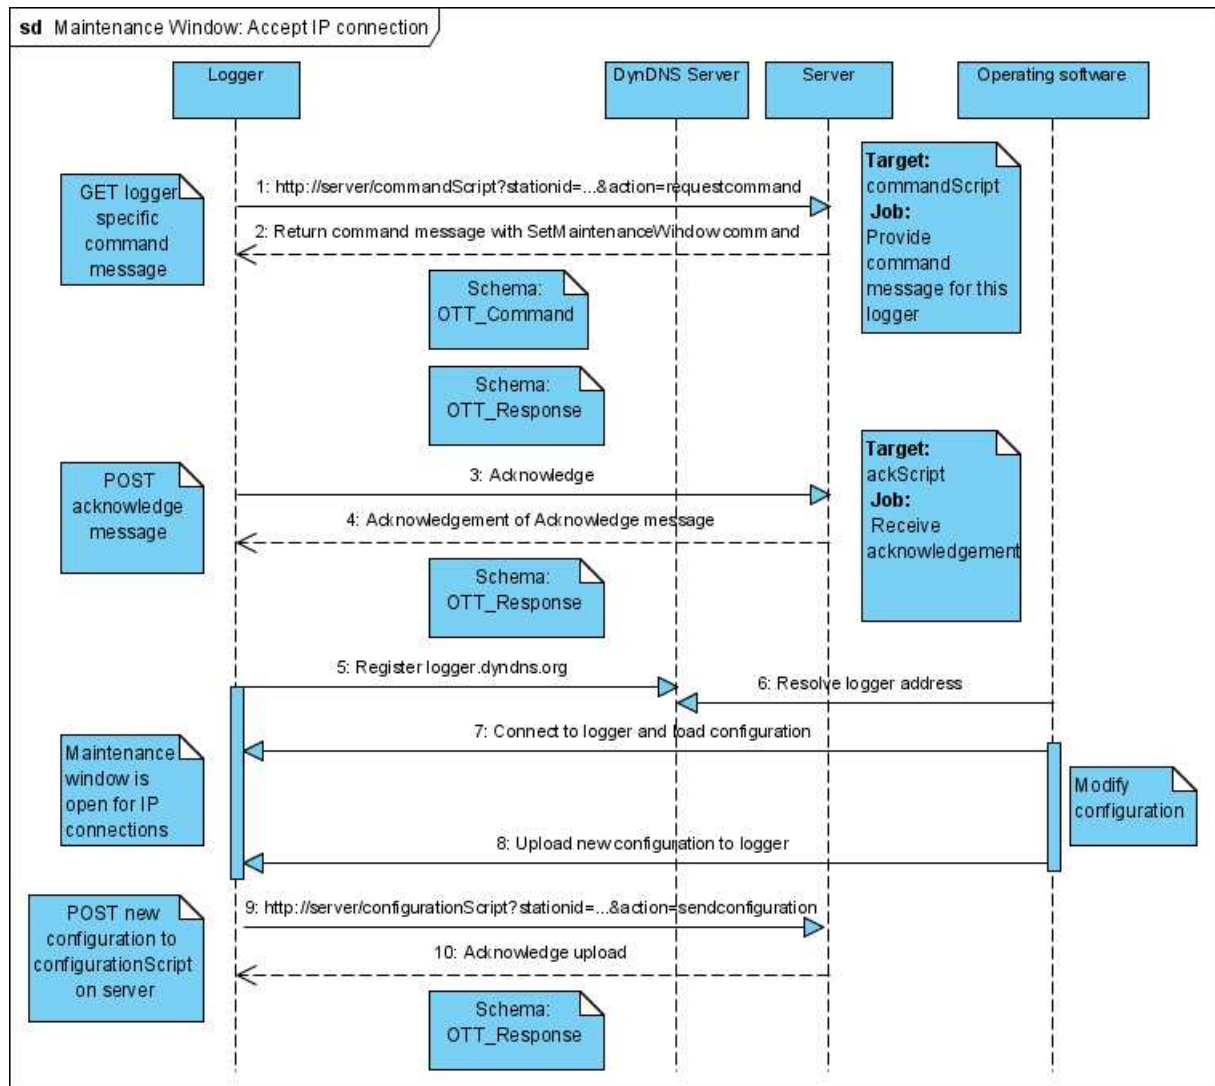 sd Maintenance Window: Accept IP connection
Logger
DynDNS Server
Server
Operating software
GET logger
specific
command
message
1: http://server/commandScript?stationid=...&action=requestcommand
2: Return command message with SetMaintenanceWindow command
Target:
commandScript
Job:
Provide
command
message for this
logger
Schema:
OTT_Command
Schema:
OTT_Response
POST
acknowledge
message
3: Acknowledge
4: Acknowledgement of Acknowledge message
Target:
ackScript
Job:
Receive
acknowledgement
Schema:
OTT_Response
5: Register logger.dyndns.org
6: Resolve logger address
7: Connect to logger and load configuration
Maintenance
window is
open for IP
connections
Modify
configuration
8: Upload new configuration to logger
9: http://server/configurationScript?stationid=...&action=sendconfiguration
POST new
configuration to
configurationScript
on server
10: Acknowledge upload
Schema:
OTT_Response